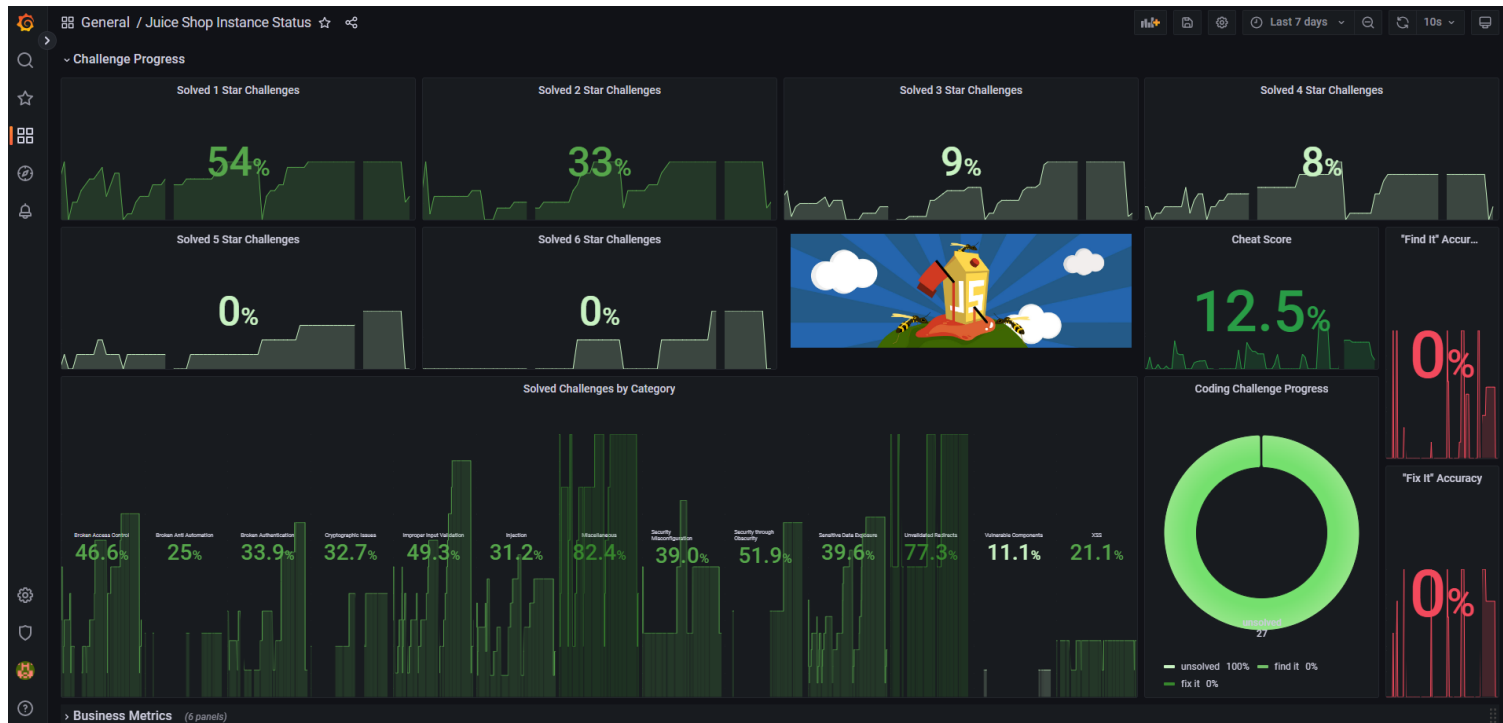 General / Juice Shop Instance Status
Last 7 days
10s
Challenge Progress
Solved 1 Star Challenges
54%
Solved 2 Star Challenges
33%
Solved 3 Star Challenges
9%
Solved 4 Star Challenges
8%
Solved 5 Star Challenges
0%
Solved 6 Star Challenges
0%
JS
Cheat Score
12.5%
"Find It" Accur...
0%
Solved Challenges by Category
Broken Access Control
46.6%
Broken Anti Automation
25%
Broken Authentication
33.9%
Cryptographic Issues
32.7%
Improper Input Validation
49.3%
Injection
31.2%
Miscellaneous
82.4%
Security
Misconfiguration
39.0%
Security through
Obscurity
51.9%
Sensitive Data Exposure
39.6%
Unvalidated Redirects
77.3%
Vulnerable Components
11.1%
XSS
21.1%
Coding Challenge Progress
unsolved
27
unsolved 100% find it 0%
fix it 0%
"Fix It" Accuracy
0%
Business Metrics (6 panels)